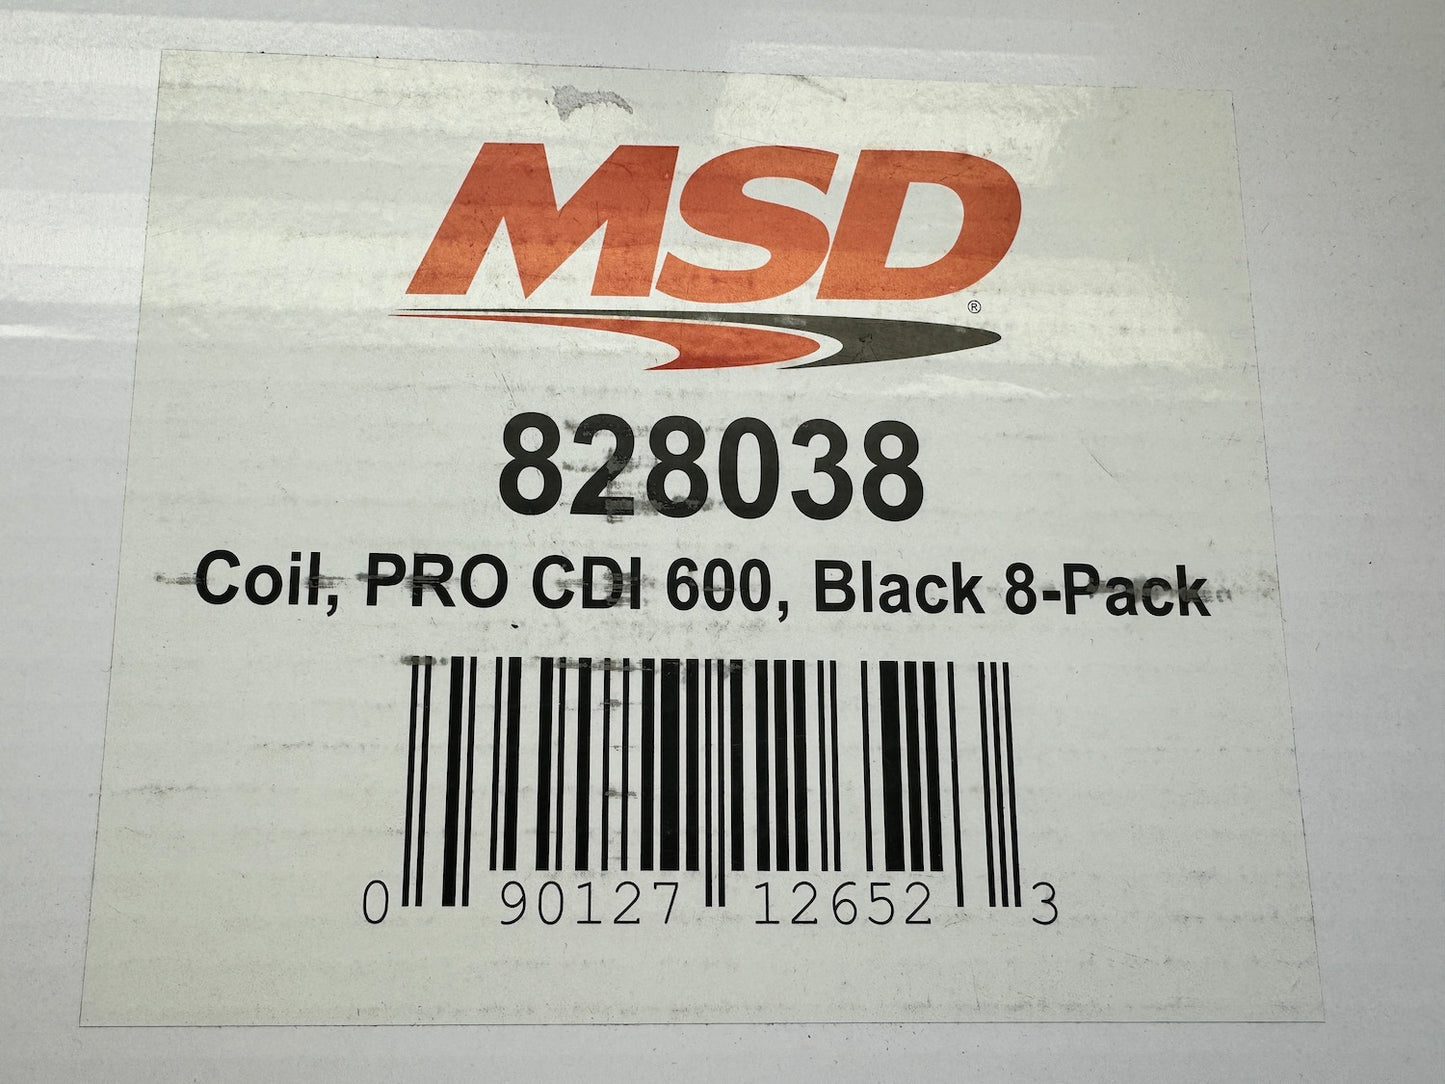 MSD®
828038
Coil, PRO CDI 600, Black 8-Pack
0 90127 12652 3